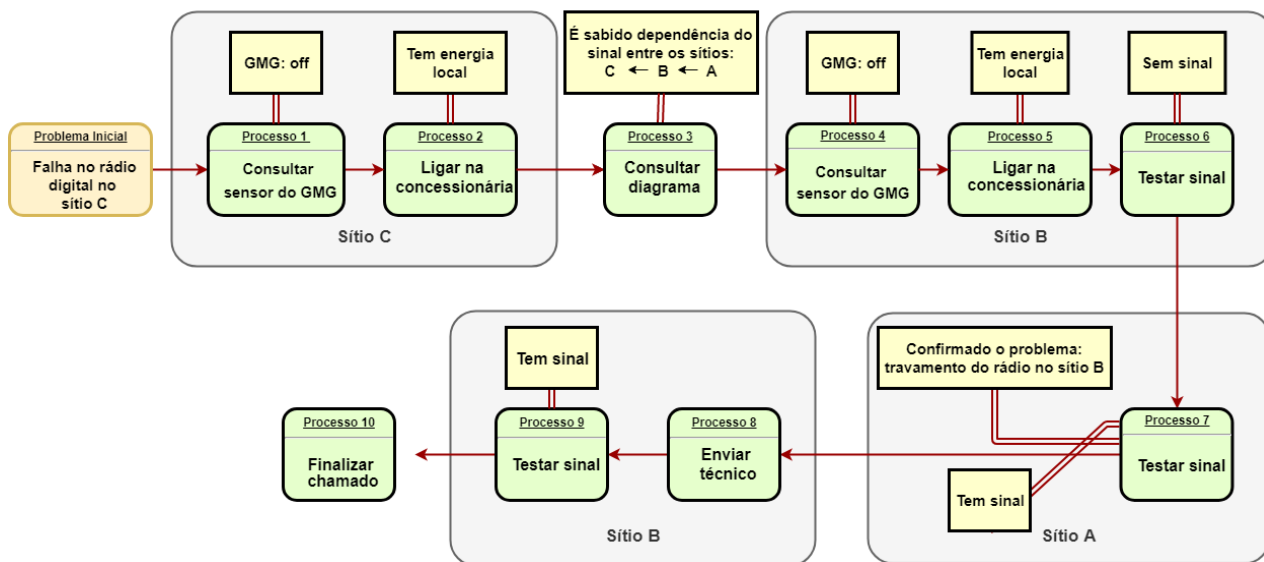 GMG: off
Tem energia
local
É sabido dependência do
sinal entre os sítios:
C ← B ← A
GMG: off
Tem energia
local
Sem sinal
Problema Inicial
Falha no rádio
digital no
sítio C
Processo 1
Consultar
sensor do GMG
Processo 2
Ligar na
concessionária
Processo 3
Consultar
diagrama
Processo 4
Consultar
sensor do GMG
Processo 5
Ligar na
concessionária
Processo 6
Testar sinal
Sítio C
Sítio B
Tem sinal
Confirmado o problema:
travamento do rádio no sítio B
Processo 10
Finalizar
chamado
Processo 9
Testar sinal
Processo 8
Enviar
técnico
Processo 7
Testar sinal
Tem sinal
Sítio B
Sítio A